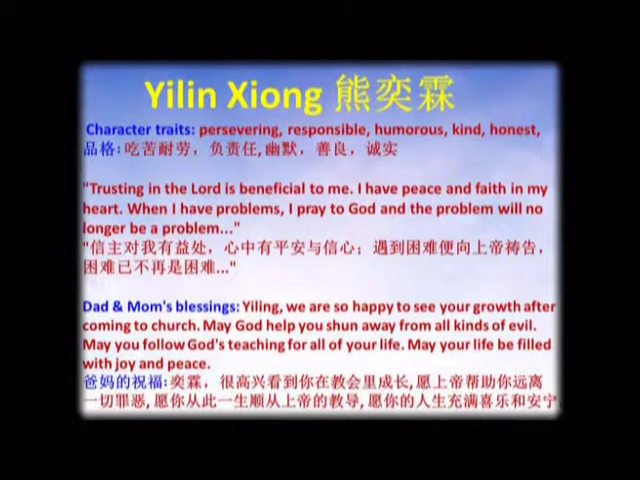 Yilin Xiong 熊奕霖
Character traits: persevering, responsible, humorous, kind, honest,
品格: 吃苦耐劳，负责任, 幽默，善良，诚实
"Trusting in the Lord is beneficial to me. I have peace and faith in my
heart. When I have problems, I pray to God and the problem will no
longer be a problem..."
"信主对我有益处，心中有平安与信心；遇到困难便向上帝祷告，
困难已不再是困难..."
Dad & Mom's blessings: Yiling, we are so happy to see your growth after
coming to church. May God help you shun away from all kinds of evil.
May you follow God's teaching for all of your life. May your life be filled
with joy and peace.
爸妈的祝福: 奕霖，很高兴看到你在教会里成长, 愿上帝帮助你远离
一切罪恶, 愿你从此一生顺从上帝的教导, 愿你的人生充满喜乐和安宁.